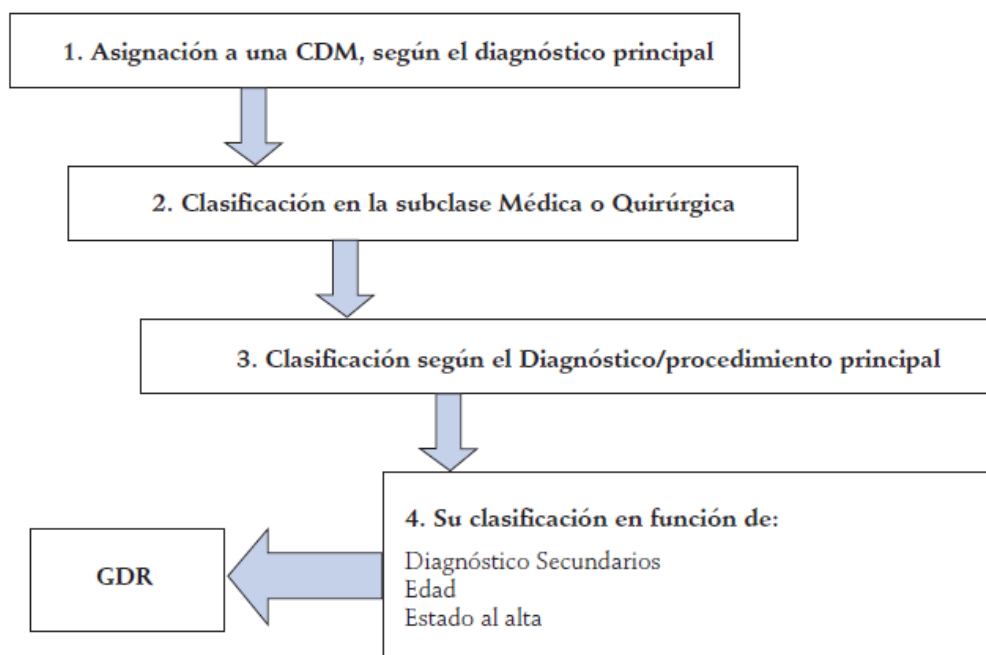 1. Asignación a una CDM, según el diagnóstico principal
2. Clasificación en la subclase Médica o Quirúrgica
3. Clasificación según el Diagnóstico/procedimiento principal
4. Su clasificación en función de:
Diagnóstico Secundarios
Edad
Estado al alta
GDR